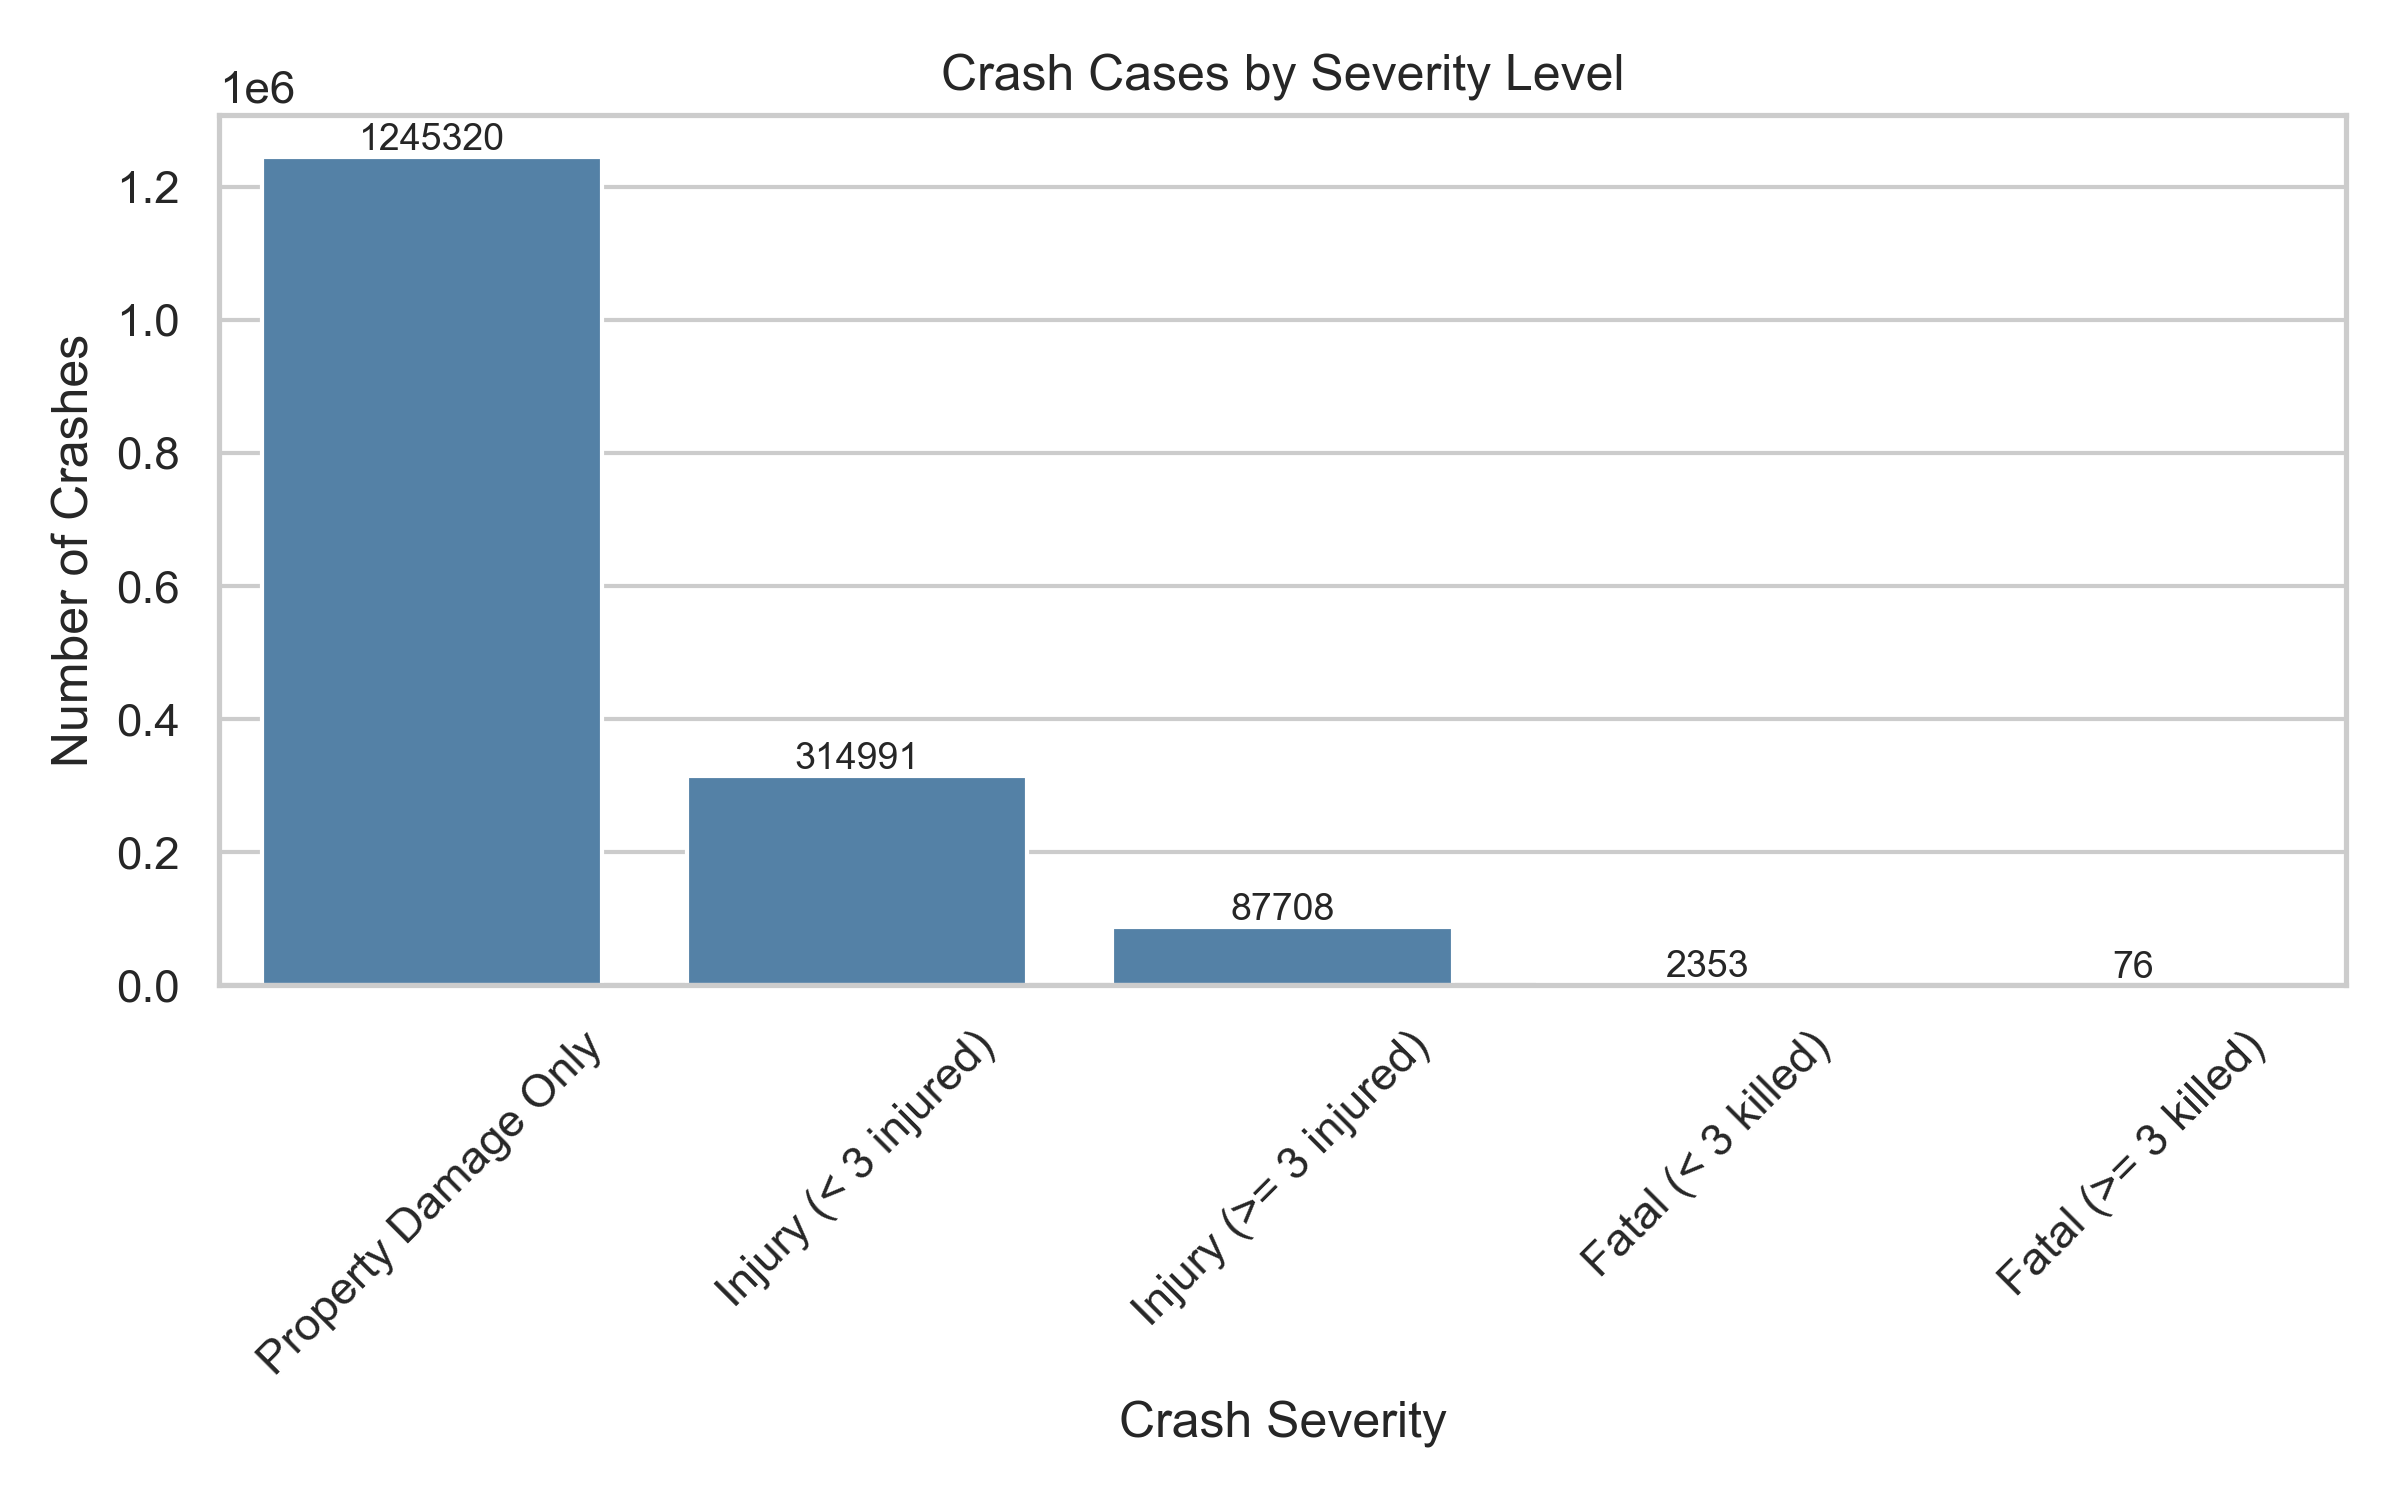 Crash Cases by Severity Level
1e6
1245320
1.2
1.0
0.8
0.6
0.4
0.2
0.0
Number of Crashes
314991
87708
2353
76
Property Damage Only
Injury (< 3 injured)
Injury (>= 3 injured)
Fatal (< 3 killed)
Fatal (>= 3 killed)
Crash Severity